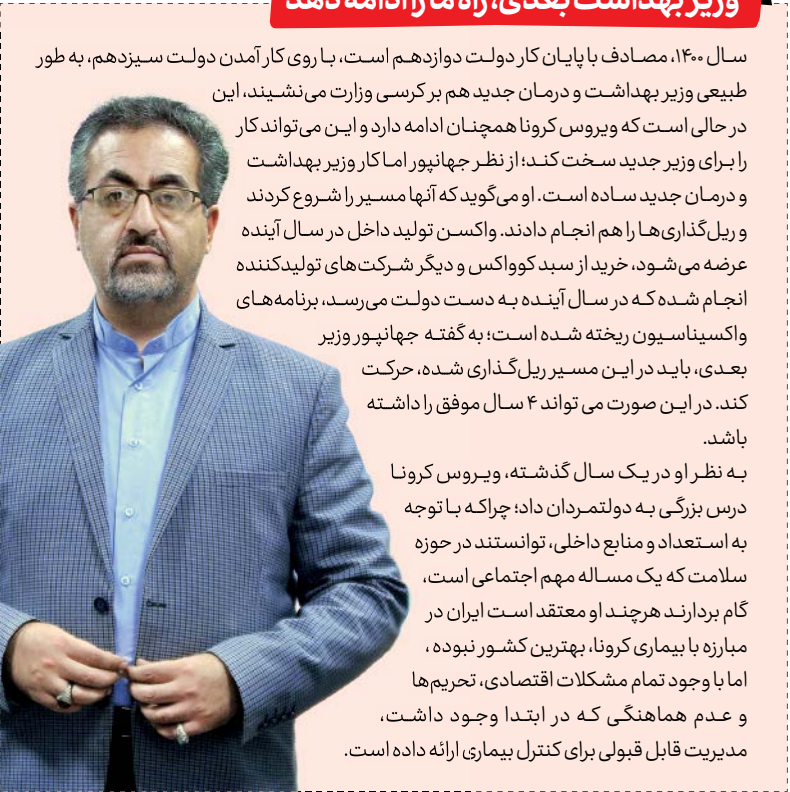 وزیر بهداشت بعدی، راه ما را ادامه دهد
سال ۱۴۰۰، مصادف با پایان کار دولت دوازدهم است، با روی کار آمدن دولت سیزدهم، به طور
طبیعی وزیر بهداشت و درمان جدید هم بر کرسی وزارت می‌نشیند، این
در حالی است که ویروس کرونا همچنان ادامه دارد و این می‌تواند کار
را برای وزیر جدید سخت کند؛ از نظر جهانپور اما کار وزیر بهداشت
و درمان جدید ساده است. او می‌گوید که آنها مسیر را شروع کردند
و ریل‌گذاری‌ها را هم انجام دادند. واکسن تولید داخل در سال آینده
عرضه می‌شود، خرید از سبد کوواکس و دیگر شرکت‌های تولیدکننده
انجام شده که در سال آینده به دست دولت می‌رسد، برنامه‌های
واکسیناسیون ریخته شده است؛ به گفته جهانپور وزیر
بعدی، باید در این مسیر ریل‌گذاری شده، حرکت
کند. در این صورت می تواند ۴ سال موفق را داشته
باشد.
به نظر او در یک سال گذشته، ویروس کرونا
درس بزرگی به دولتمردان داد؛ چراکه با توجه
به استعداد و منابع داخلی، توانستند در حوزه
سلامت که یک مساله مهم اجتماعی است،
گام بردارند هرچند او معتقد است ایران در
مبارزه با بیماری کرونا، بهترین کشور نبوده ،
اما با وجود تمام مشکلات اقتصادی، تحریم‌ها
و عدم هماهنگی که در ابتدا وجود داشت،
مدیریت قابل قبولی برای کنترل بیماری ارائه داده است.